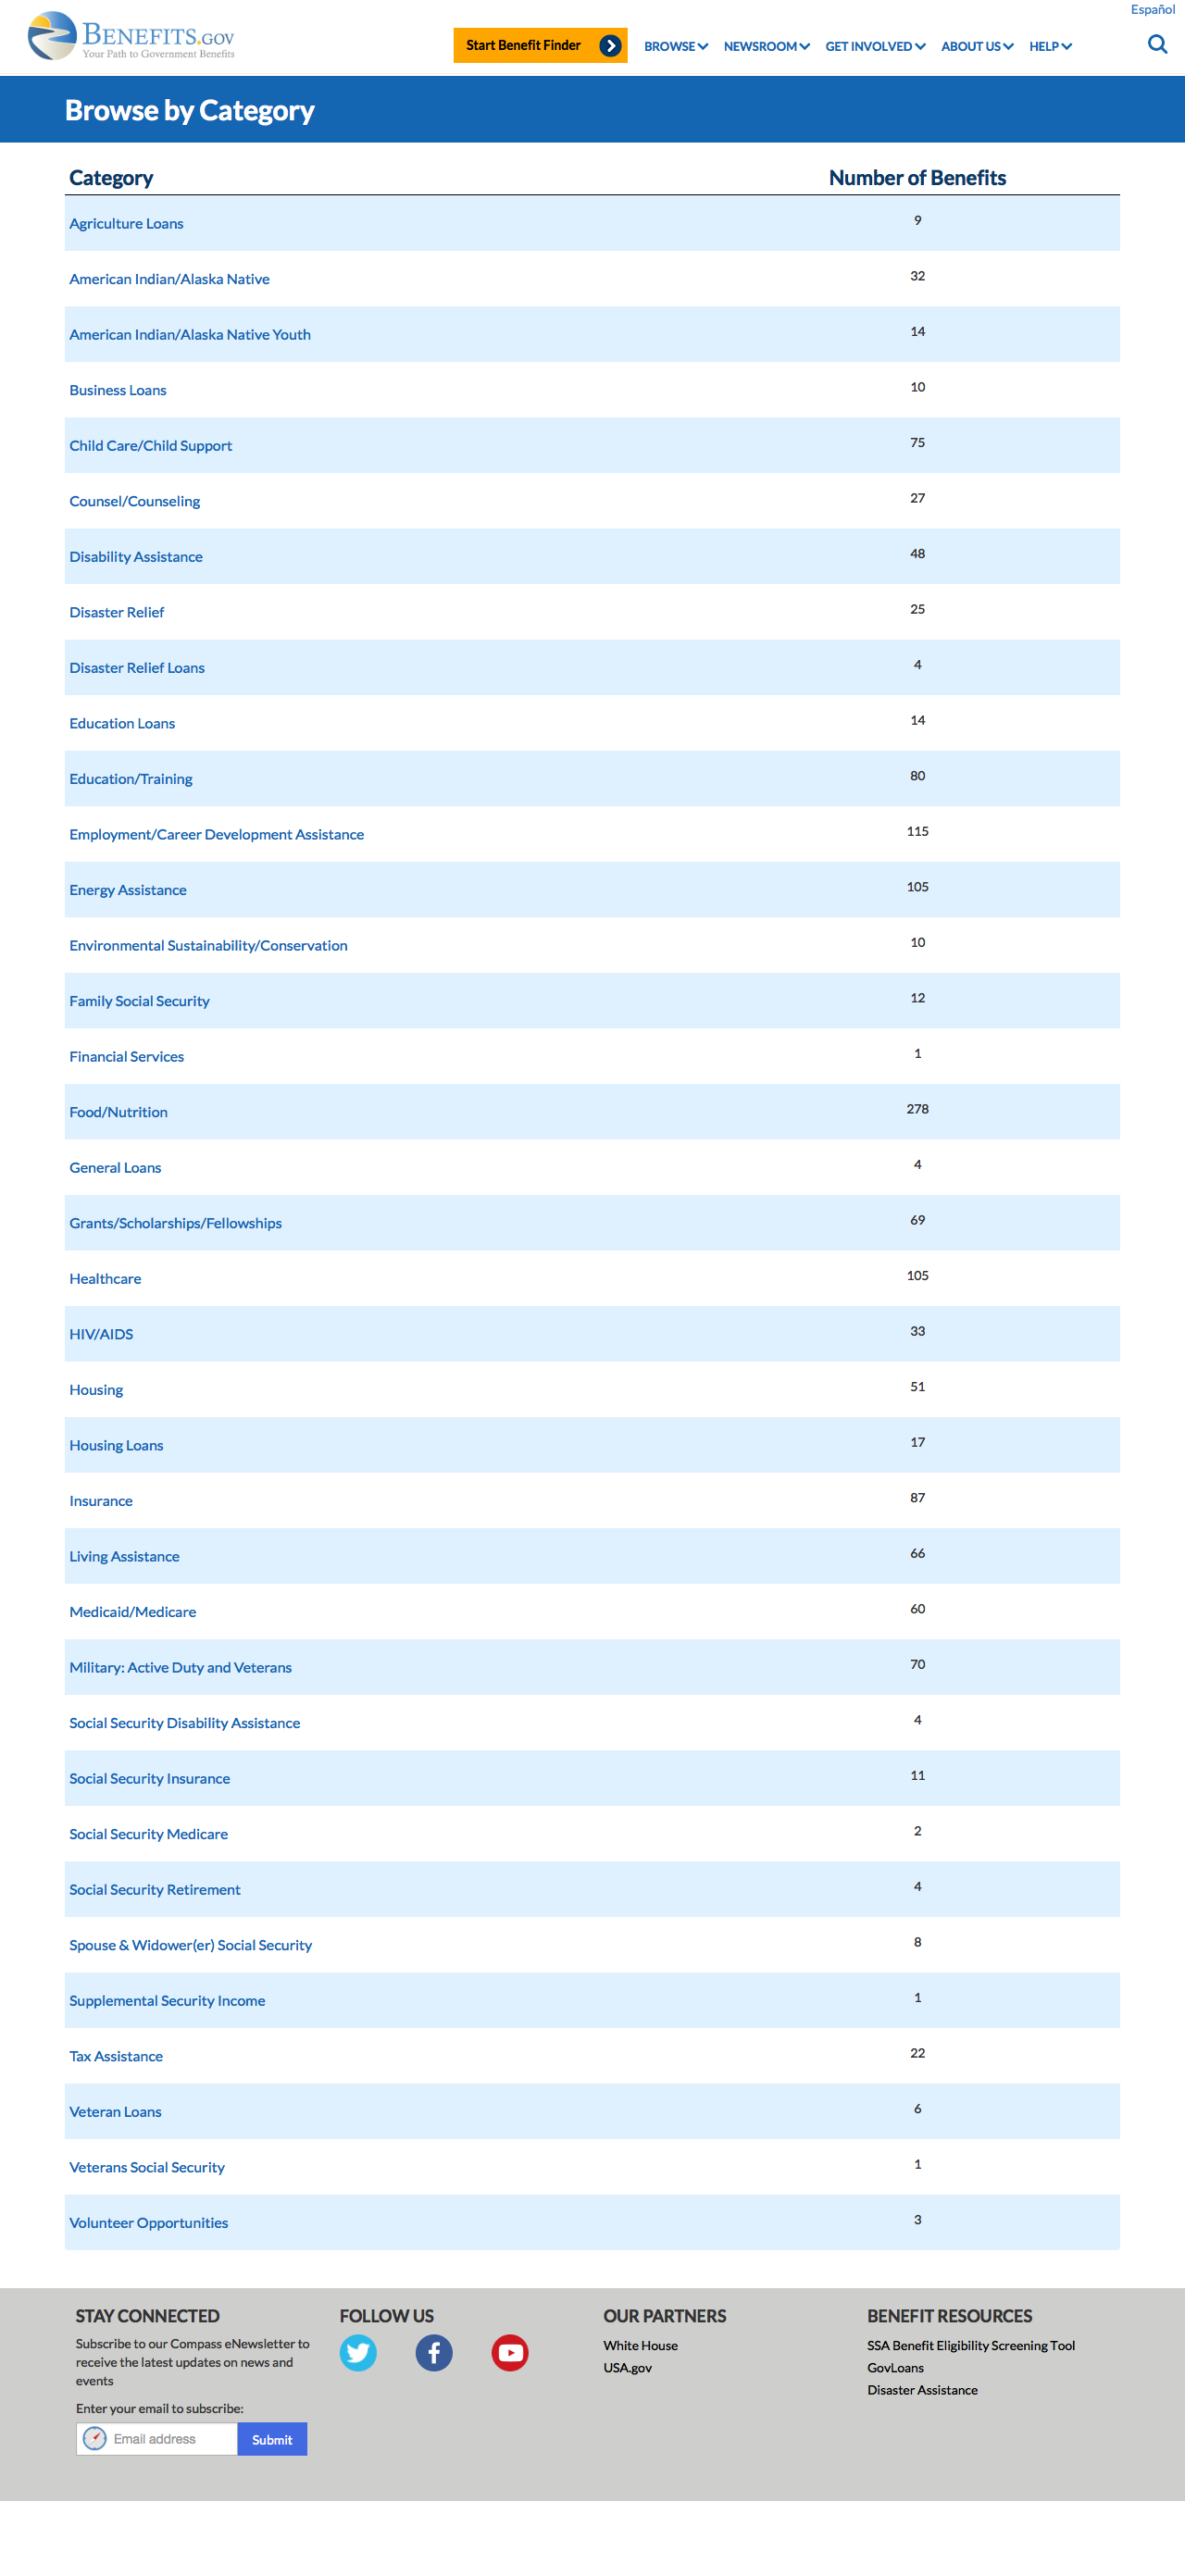 Español
BENEFITS.GOV
Your Path to Government Benefits
Start Benefit Finder
BROWSE NEWSROOM GET INVOLVED ABOUT US HELP
Browse by Category
Category Number of Benefits
Agriculture Loans 9
American Indian/Alaska Native 32
American Indian/Alaska Native Youth 14
Business Loans 10
Child Care/Child Support 75
Counsel/Counseling 27
Disability Assistance 48
Disaster Relief 25
Disaster Relief Loans 4
Education Loans 14
Education/Training 80
Employment/Career Development Assistance 115
Energy Assistance 105
Environmental Sustainability/Conservation 10
Family Social Security 12
Financial Services 1
Food/Nutrition 278
General Loans 4
Grants/Scholarships/Fellowships 69
Healthcare 105
HIV/AIDS 33
Housing 51
Housing Loans 17
Insurance 87
Living Assistance 66
Medicaid/Medicare 60
Military: Active Duty and Veterans 70
Social Security Disability Assistance 4
Social Security Insurance 11
Social Security Medicare 2
Social Security Retirement 4
Spouse & Widower(er) Social Security 8
Supplemental Security Income 1
Tax Assistance 22
Veteran Loans 6
Veterans Social Security 1
Volunteer Opportunities 3
STAY CONNECTED
Subscribe to our Compass eNewsletter to
receive the latest updates on news and
events
Enter your email to subscribe:
Email address Submit
FOLLOW US
OUR PARTNERS
White House
USA.gov
BENEFIT RESOURCES
SSA Benefit Eligibility Screening Tool
GovLoans
Disaster Assistance